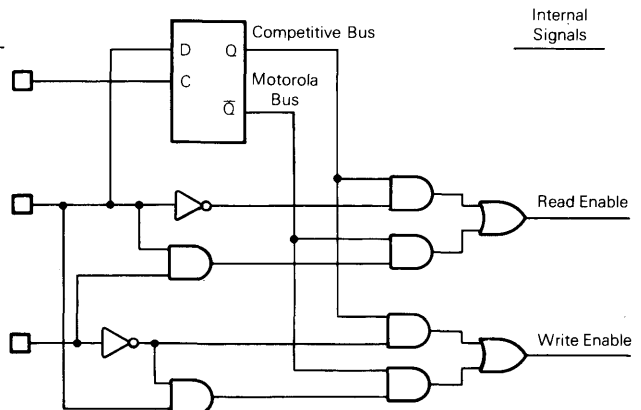 Internal
Signals
Competitive Bus
D
Q
Motorola
Bus
C
Q̅
Read Enable
Write Enable